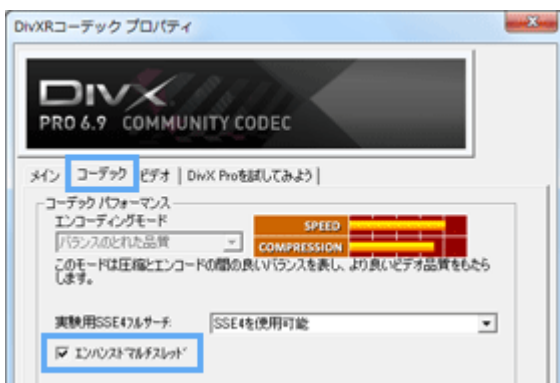 DivXRコーデック プロパティ
DIVX
PRO 6.9 COMMUNITY CODEC
メイン コーデック ビデオ DivX Proを試してみよう
コーデック パフォーマンス
エンコーディングモード
SPEED
バランスのとれた品質
COMPRESSION
このモードは圧縮とエンコードの間の良いバランスを表し、より良いビデオ品質をもたら
します。
実験用SSE4フルサーチ: SSE4を使用可能
エンハンストマルチスレッド